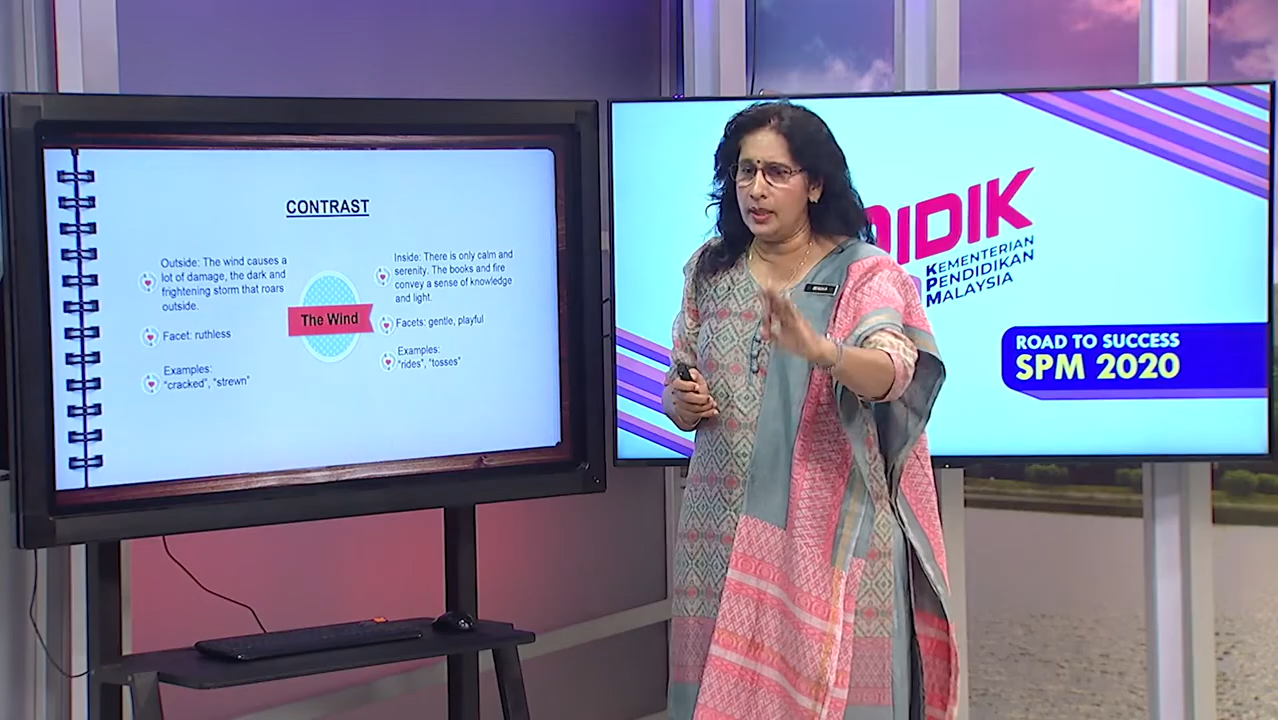 CONTRAST
Outside: The wind causes a
lot of damage, the dark and
frightening storm that roars
outside.
Facet: ruthless
Examples:
“cracked”, “strewn”
The Wind
Inside: There is only calm and
serenity. The books and fire
convey a sense of knowledge
and light.
Facets: gentle, playful
Examples:
“rides”, “tosses”
DIDIK
KEMENTERIAN
PENDIDIKAN
MALAYSIA
ROAD TO SUCCESS
SPM 2020